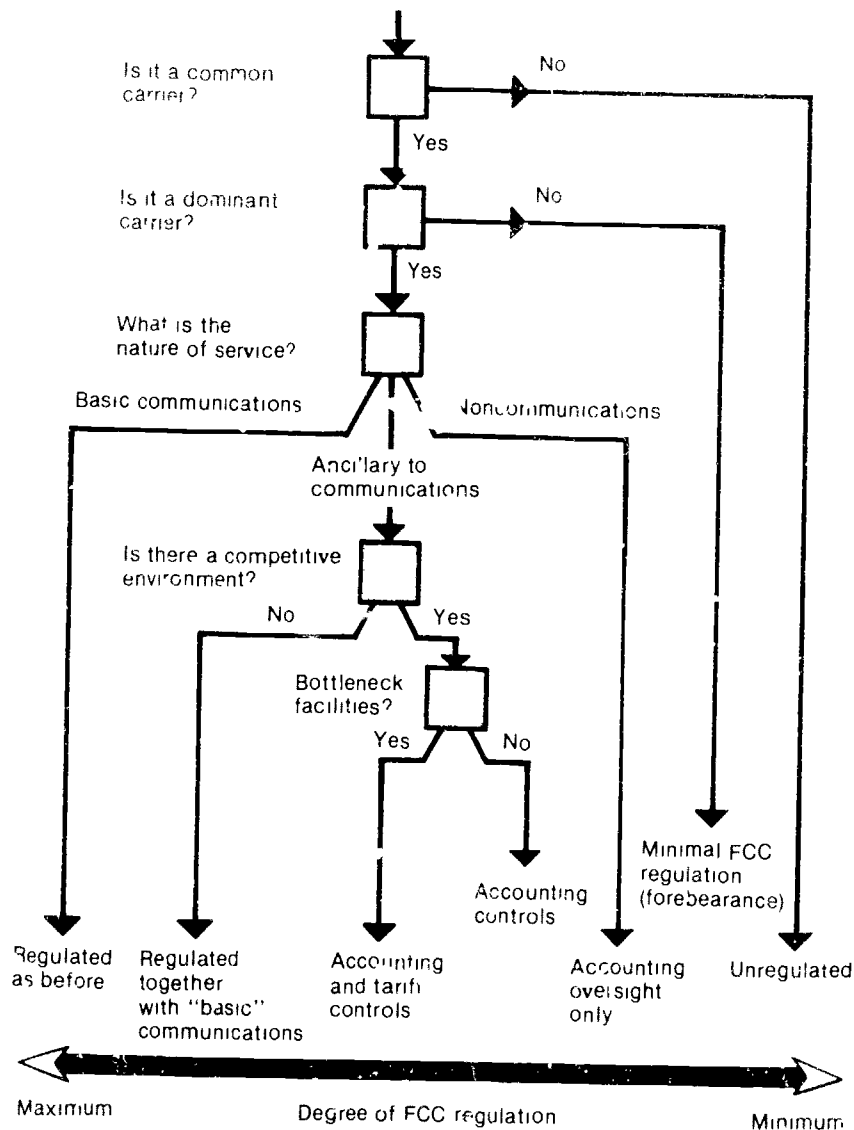 Is it a common
carrier?
No
Yes
Is it a dominant
carrier?
No
Yes
What is the
nature of service?
Basic communications
Noncommunications
Ancillary to
communications
Is there a competitive
environment?
No
Yes
Bottleneck
facilities?
Yes
No
Minimal FCC
regulation
(forebearance)
Accounting
controls
Regulated
as before
Regulated
together
with "basic"
communications
Accounting
and tariff
controls
Accounting
oversight
only
Unregulated
Maximum
Degree of FCC regulation
Minimum